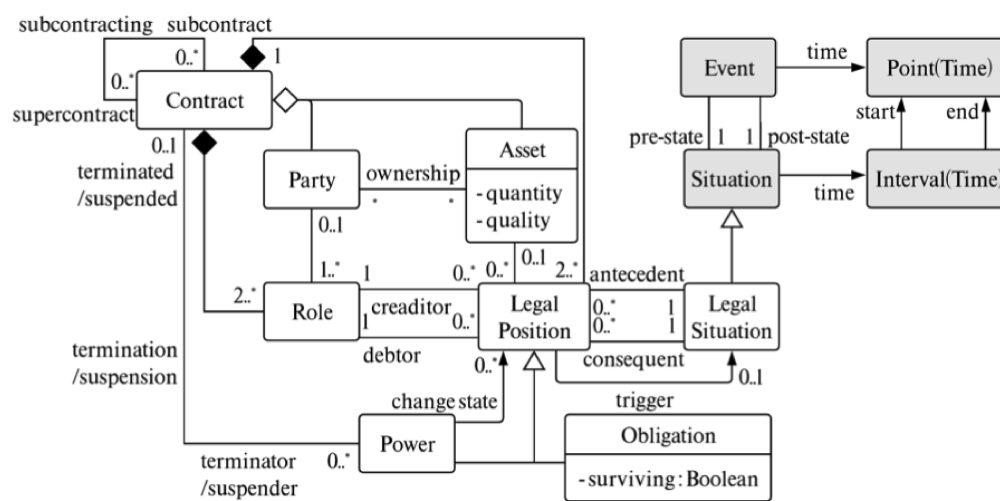 subcontracting subcontract
0..*
1
0..*
Contract
supercontract
0..1
terminated
/suspended
Party
0..1
ownership
*
*
Asset
-quantity
-quality
0..1
Event
time
Point(Time)
start
end
pre-state 1
1 post-state
Situation
time
Interval(Time)
1..*
1
0..*
0..*
2..*
antecedent
2..*
Role
creaditor
1
0..*
debtor
Legal
Position
0..*
1
0..*
1
Legal
Situation
consequent
0..1
trigger
termination
/suspension
0..*
change state
Power
terminator
/suspender
0..*
Obligation
-surviving:Boolean